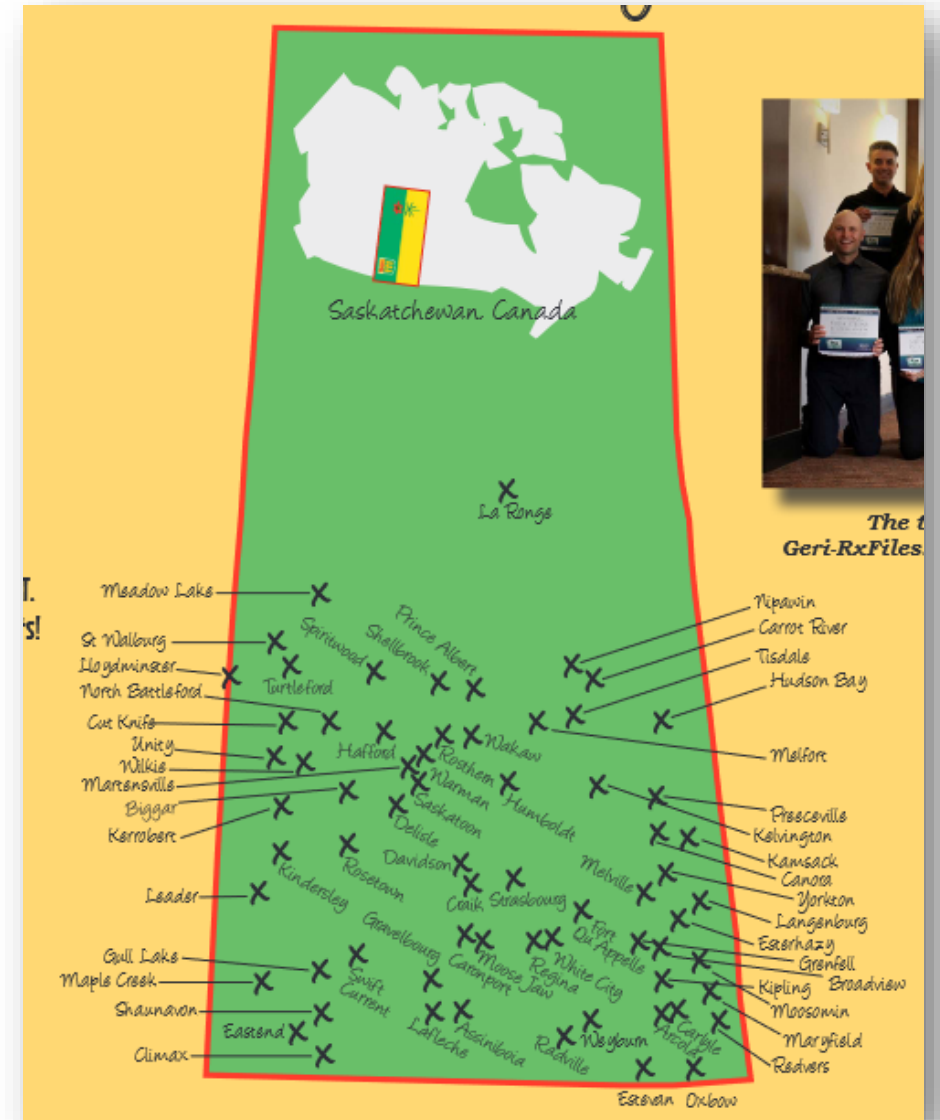 Saskatchewan, Canada
La Ronge
Meadow Lake
St Walburg
Lloydminster
North Battleford
Cut Knife
Unity
Wilkie
Martensville
Biggar
Kerrobert
Leader
Gull Lake
Maple Creek
Shaunavon
Eastend
Climax
Turtleford
Spiritwood
Shellbrook
Prince Albert
Hafford
Rosthern
Wakaw
Warman
Saskatoon
Humboldt
Delisle
Rosetown
Kindersley
Davidson
Craik
Strasbourg
Melville
Fort
Qu Appelle
Gravelbourg
Caronport
Moose Jaw
Regina
White City
Swift
Current
Lafleche
Assiniboia
Radville
Weyburn
Arcola
Carlyle
Estevan
Oxbow
Nipawin
Carrot River
Tisdale
Hudson Bay
Melfort
Preeceville
Kelvington
Kamsack
Canora
Yorkton
Langenburg
Esterhazy
Grenfell
Broadview
Kipling
Moosomin
Maryfield
Redvers
The t
Geri-RxFiles
T.
s!